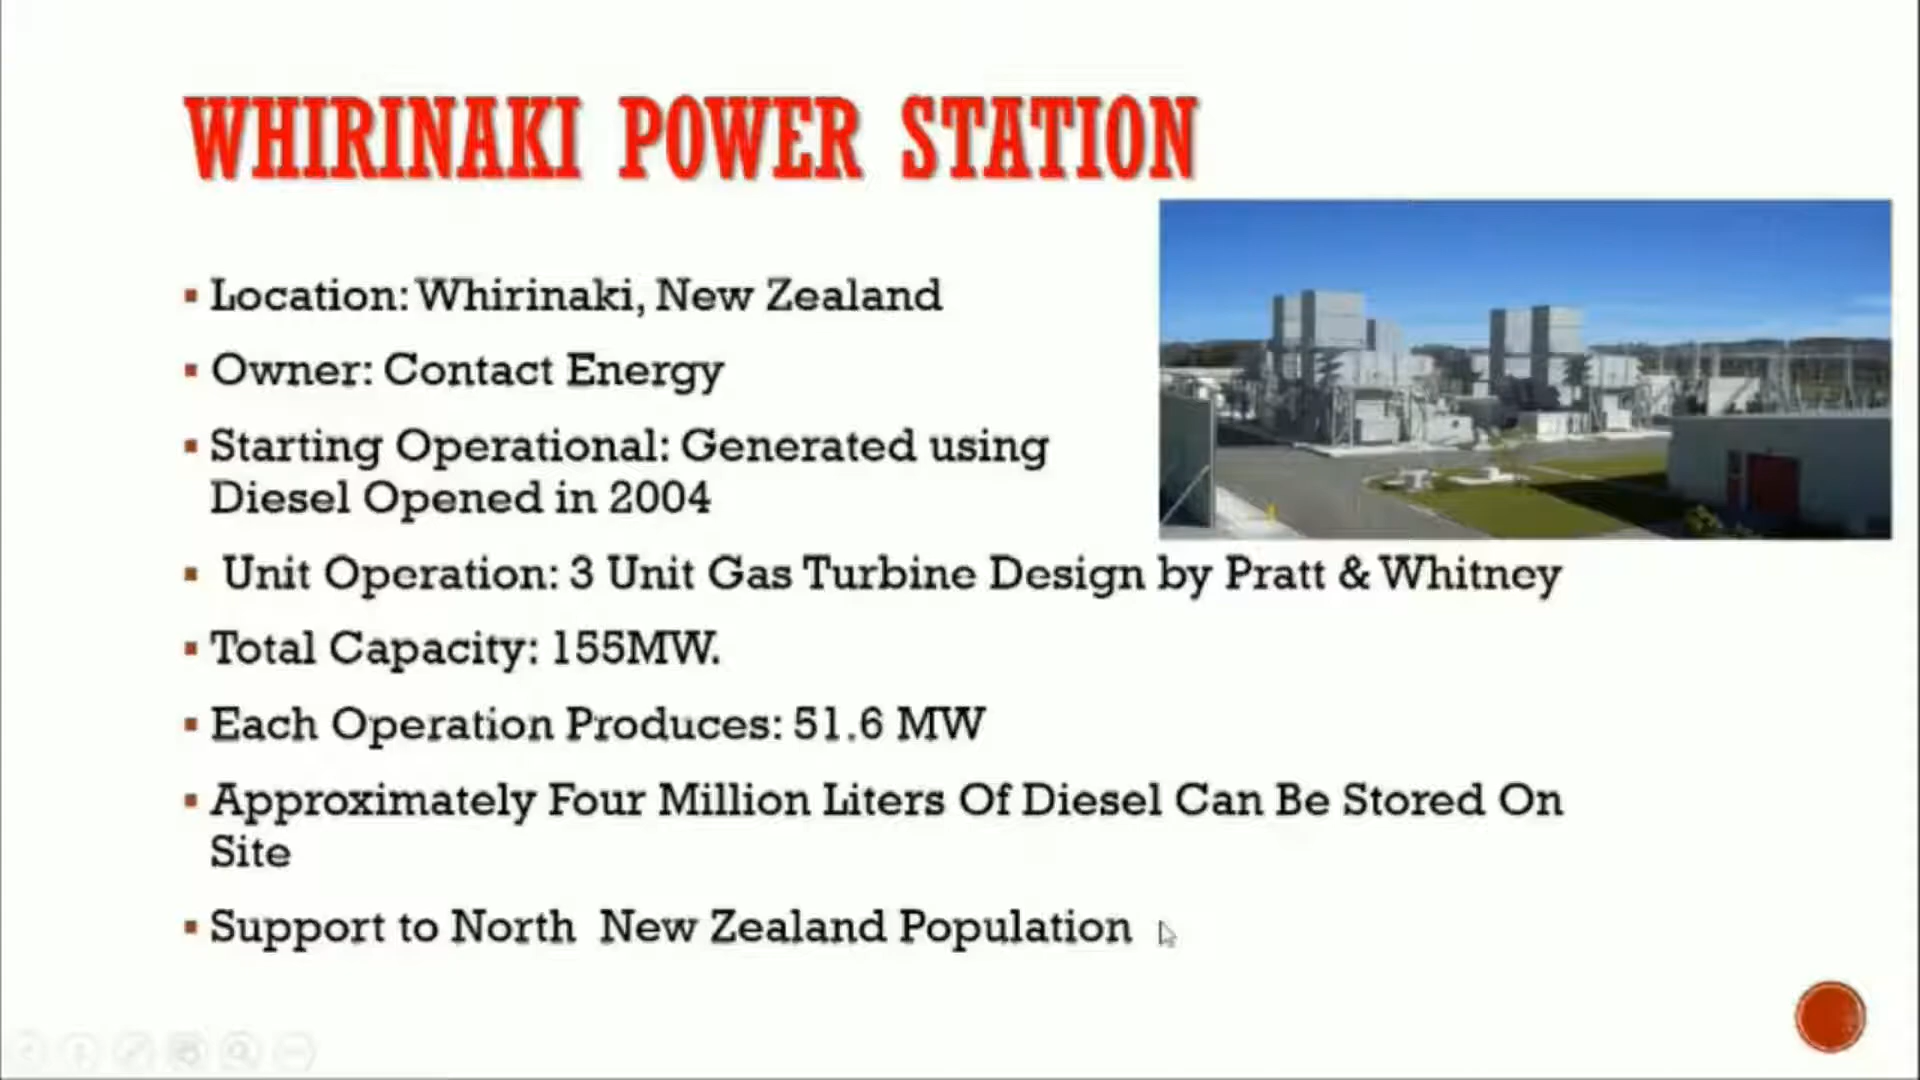 WHIRINAKI POWER STATION
Location: Whirinaki, New Zealand
Owner: Contact Energy
Starting Operational: Generated using
Diesel Opened in 2004
Unit Operation: 3 Unit Gas Turbine Design by Pratt & Whitney
Total Capacity: 155MW.
Each Operation Produces: 51.6 MW
Approximately Four Million Liters Of Diesel Can Be Stored On
Site
Support to North New Zealand Population